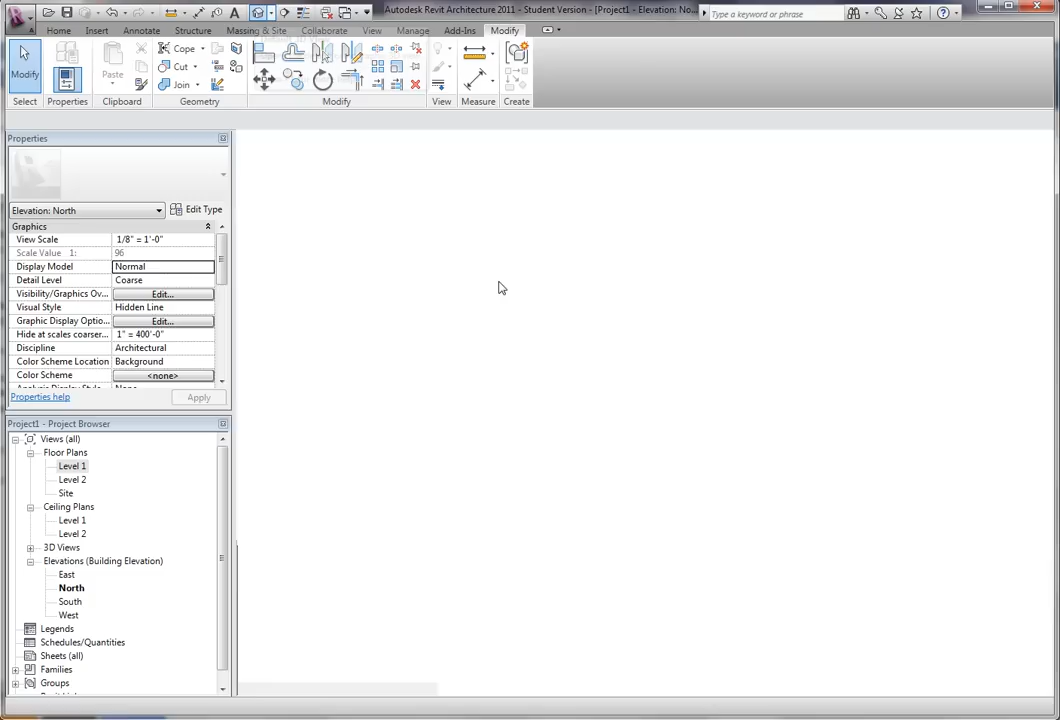 Autodesk Revit Architecture 2011 - Student Version - [Project1 - Elevation: No...
Type a keyword or phrase
Home Insert Annotate Structure Massing & Site Collaborate View Manage Add-Ins Modify
Modify
Paste
Cope
Cut
Join
Select Properties Clipboard Geometry Modify View Measure Create
Properties
Elevation: North Edit Type
Graphics
View Scale 1/8" = 1'-0"
Scale Value 1: 96
Display Model Normal
Detail Level Coarse
Visibility/Graphics Ov... Edit...
Visual Style Hidden Line
Graphic Display Optio... Edit...
Hide at scales coarser... 1" = 400'-0"
Discipline Architectural
Color Scheme Location Background
Color Scheme <none>
Analysis Display Style None
Properties help Apply
Project1 - Project Browser
Views (all)
Floor Plans
Level 1
Level 2
Site
Ceiling Plans
Level 1
Level 2
3D Views
Elevations (Building Elevation)
East
North
South
West
Legends
Schedules/Quantities
Sheets (all)
Families
Groups